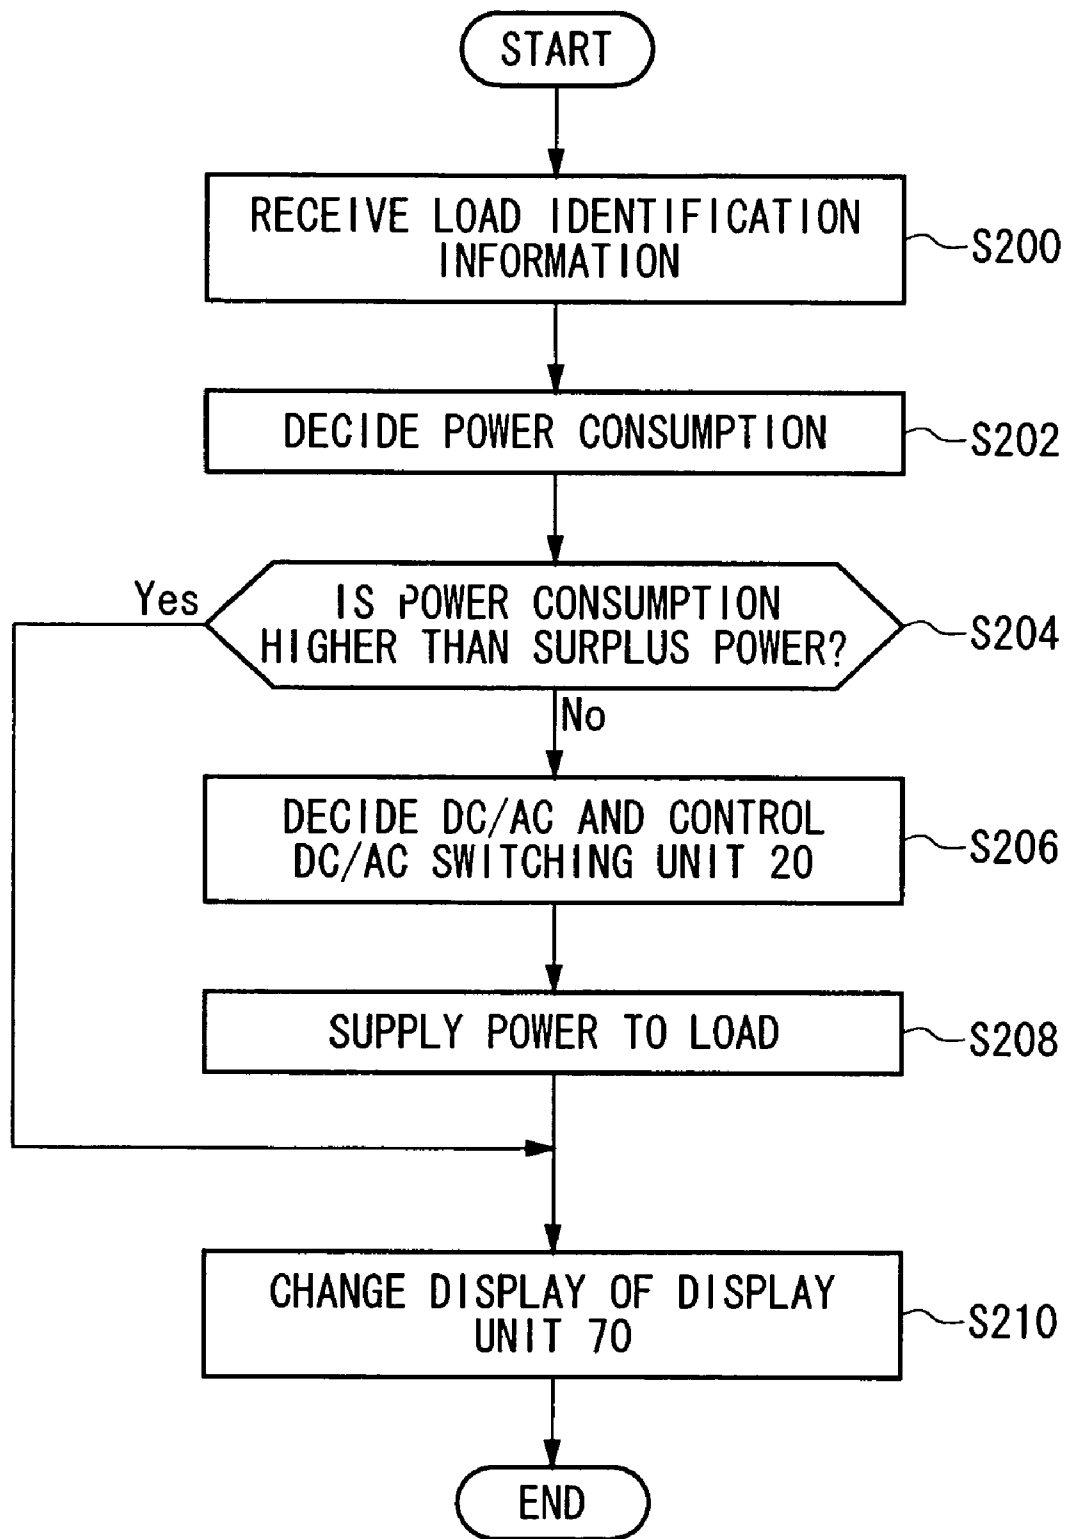 START
RECEIVE LOAD IDENTIFICATION
INFORMATION
S200
DECIDE POWER CONSUMPTION
S202
Yes
IS POWER CONSUMPTION
HIGHER THAN SURPLUS POWER?
S204
No
DECIDE DC/AC AND CONTROL
DC/AC SWITCHING UNIT 20
S206
SUPPLY POWER TO LOAD
S208
CHANGE DISPLAY OF DISPLAY
UNIT 70
S210
END